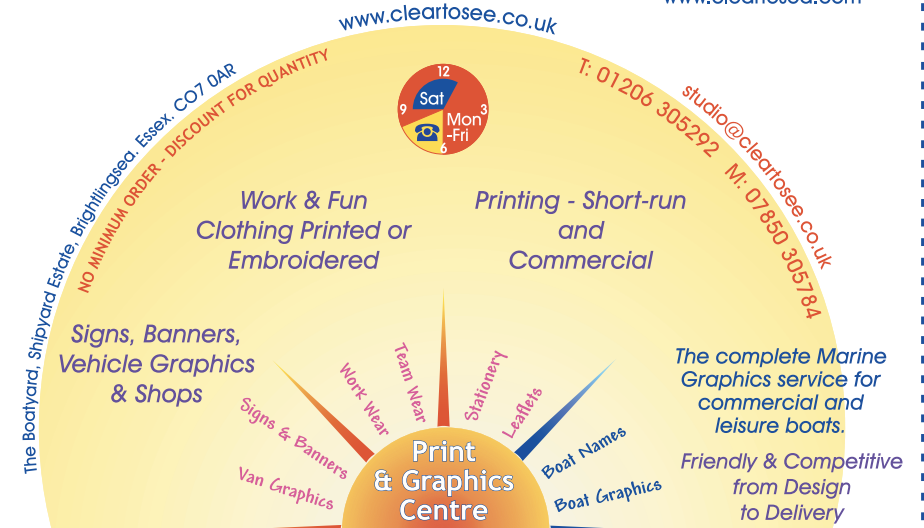 www.cleartosee.co.uk
The Boatyard, Shipyard Estate, Brightlingsea. Essex. CO7 0AR
NO MINIMUM ORDER - DISCOUNT FOR QUANTITY
12
9
Sat
3
Mon
-Fri
6
T: 01206 305292   M: 07850 305784
studio@cleartosee.co.uk
Work & Fun
Clothing Printed or
Embroidered
Printing - Short-run
and
Commercial
Signs, Banners,
Vehicle Graphics
& Shops
Van Graphics
Signs & Banners
Work Wear
Team Wear
Stationery
Leaflets
Boat Names
Boat Graphics
Print
& Graphics
Centre
The complete Marine
Graphics service for
commercial and
leisure boats.
Friendly & Competitive
from Design
to Delivery